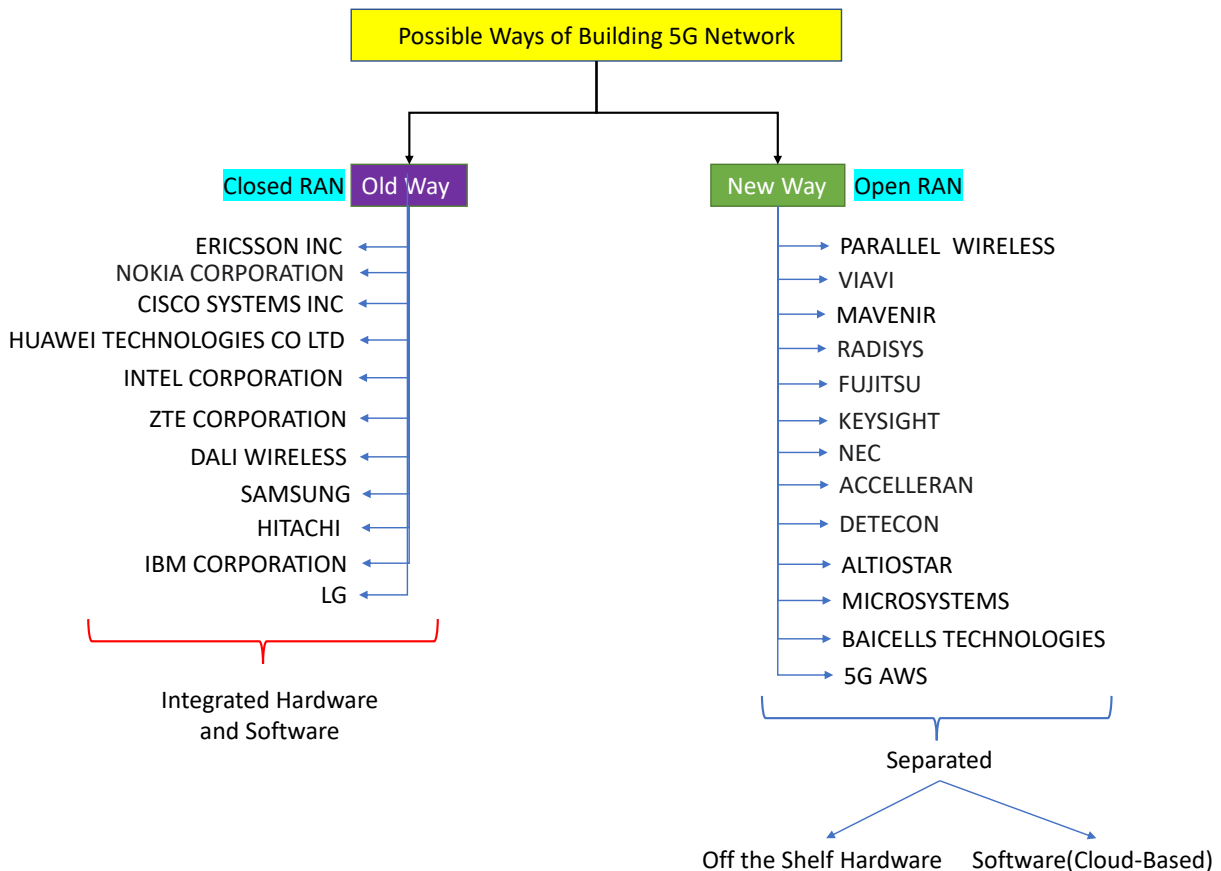 Possible Ways of Building 5G Network
Closed RAN
Old Way
ERICSSON INC
NOKIA CORPORATION
CISCO SYSTEMS INC
HUAWEI TECHNOLOGIES CO LTD
INTEL CORPORATION
ZTE CORPORATION
DALI WIRELESS
SAMSUNG
HITACHI
IBM CORPORATION
LG
Integrated Hardware
and Software
New Way
Open RAN
PARALLEL  WIRELESS
VIAVI
MAVENIR
RADISYS
FUJITSU
KEYSIGHT
NEC
ACCELLERAN
DETECON
ALTIOSTAR
MICROSYSTEMS
BAICELLS TECHNOLOGIES
5G AWS
Separated
Off the Shelf Hardware
Software(Cloud-Based)